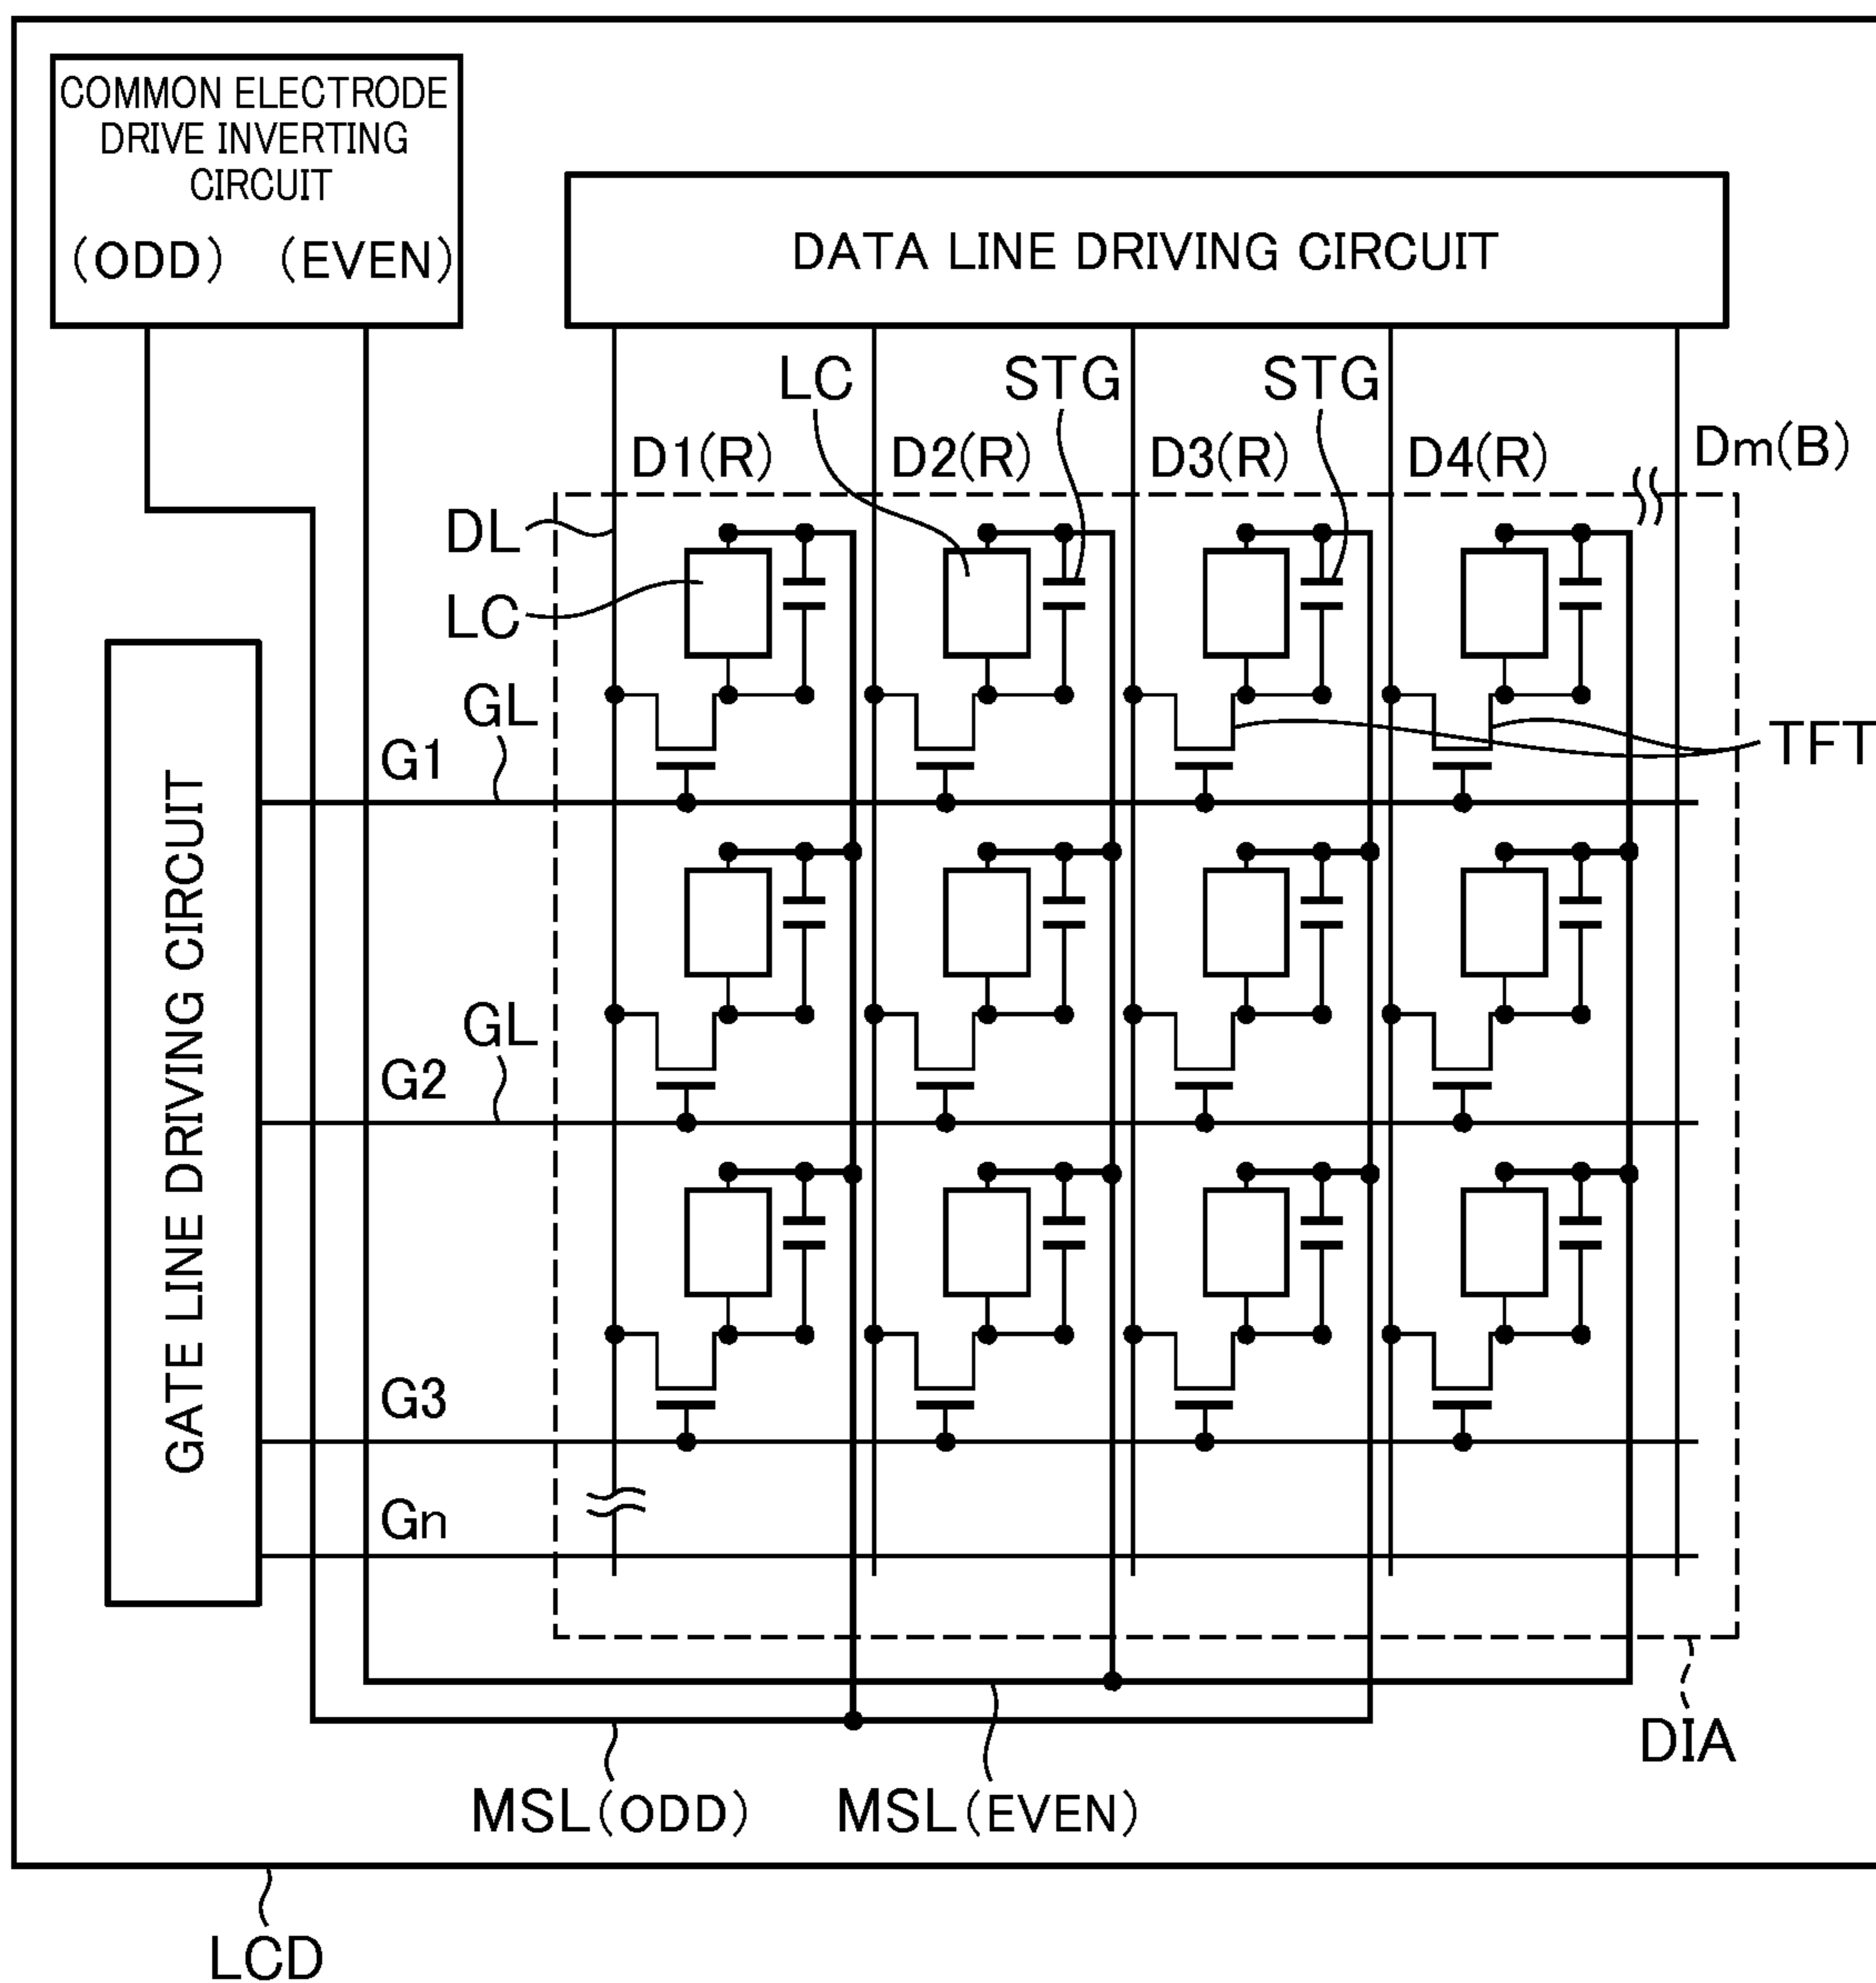 COMMON ELECTRODE
DRIVE INVERTING
CIRCUIT
(ODD) (EVEN)
DATA LINE DRIVING CIRCUIT
LC STG STG
D1(R) D2(R) D3(R) D4(R) Dm(B)
DL
LC
GL
G1
TFT
GATE LINE DRIVING CIRCUIT
GL
G2
G3
Gn
DIA
MSL(ODD) MSL(EVEN)
LCD